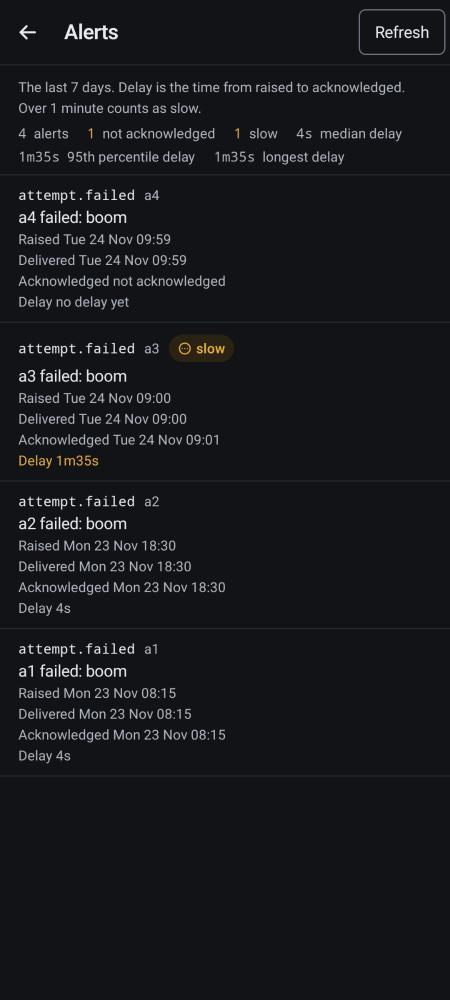 Alerts
Refresh
The last 7 days. Delay is the time from raised to acknowledged.
Over 1 minute counts as slow.
4 alerts 1 not acknowledged 1 slow 4s median delay
1m35s 95th percentile delay 1m35s longest delay
attempt.failed a4
a4 failed: boom
Raised Tue 24 Nov 09:59
Delivered Tue 24 Nov 09:59
Acknowledged not acknowledged
Delay no delay yet
attempt.failed a3 slow
a3 failed: boom
Raised Tue 24 Nov 09:00
Delivered Tue 24 Nov 09:00
Acknowledged Tue 24 Nov 09:01
Delay 1m35s
attempt.failed a2
a2 failed: boom
Raised Mon 23 Nov 18:30
Delivered Mon 23 Nov 18:30
Acknowledged Mon 23 Nov 18:30
Delay 4s
attempt.failed a1
a1 failed: boom
Raised Mon 23 Nov 08:15
Delivered Mon 23 Nov 08:15
Acknowledged Mon 23 Nov 08:15
Delay 4s